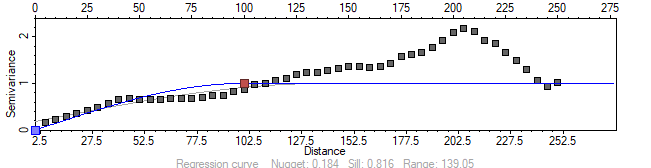 0 25 50 75 100 125 150 175 200 225 250 275
2
1
0
Semivariance
2.5 27.5 52.5 77.5 102.5 127.5 152.5 177.5 202.5 227.5 252.5
Distance
Regression curve Nugget: 0.184 Sill: 0.816 Range: 139.05